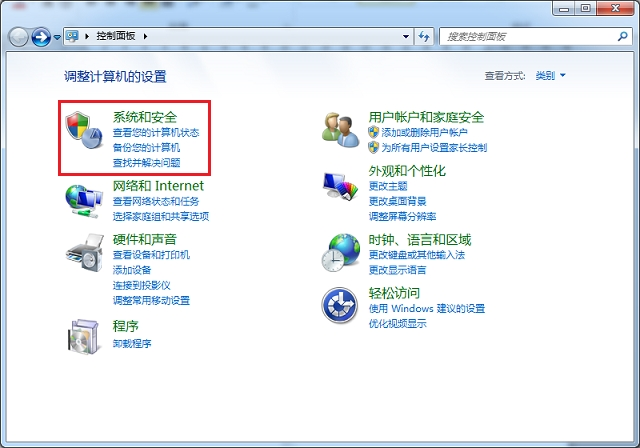 控制面板
搜索控制面板
调整计算机的设置
查看方式: 类别
系统和安全
查看您的计算机状态
备份您的计算机
查找并解决问题
网络和 Internet
查看网络状态和任务
选择家庭组和共享选项
硬件和声音
查看设备和打印机
添加设备
连接到投影仪
调整常用移动设置
程序
卸载程序
用户帐户和家庭安全
添加或删除用户帐户
为所有用户设置家长控制
外观和个性化
更改主题
更改桌面背景
调整屏幕分辨率
时钟、语言和区域
更改键盘或其他输入法
更改显示语言
轻松访问
使用 Windows 建议的设置
优化视频显示